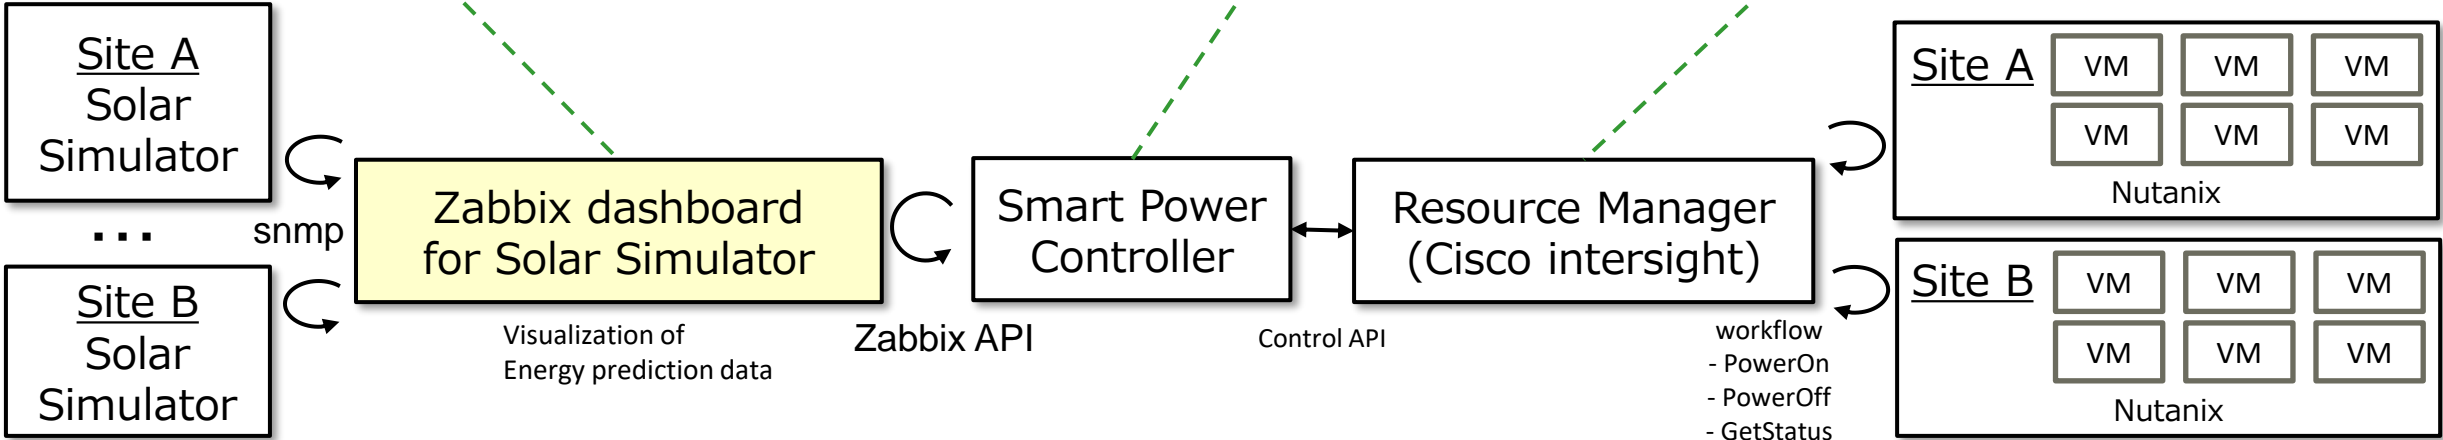 Site A
Solar
Simulator
...
Site B
Solar
Simulator
snmp
Zabbix dashboard
for Solar Simulator
Visualization of
Energy prediction data
Zabbix API
Smart Power
Controller
Control API
Resource Manager
(Cisco intersight)
workflow
- PowerOn
- PowerOff
- GetStatus
Site A
VM VM VM
VM VM VM
Nutanix
Site B
VM VM VM
VM VM VM
Nutanix